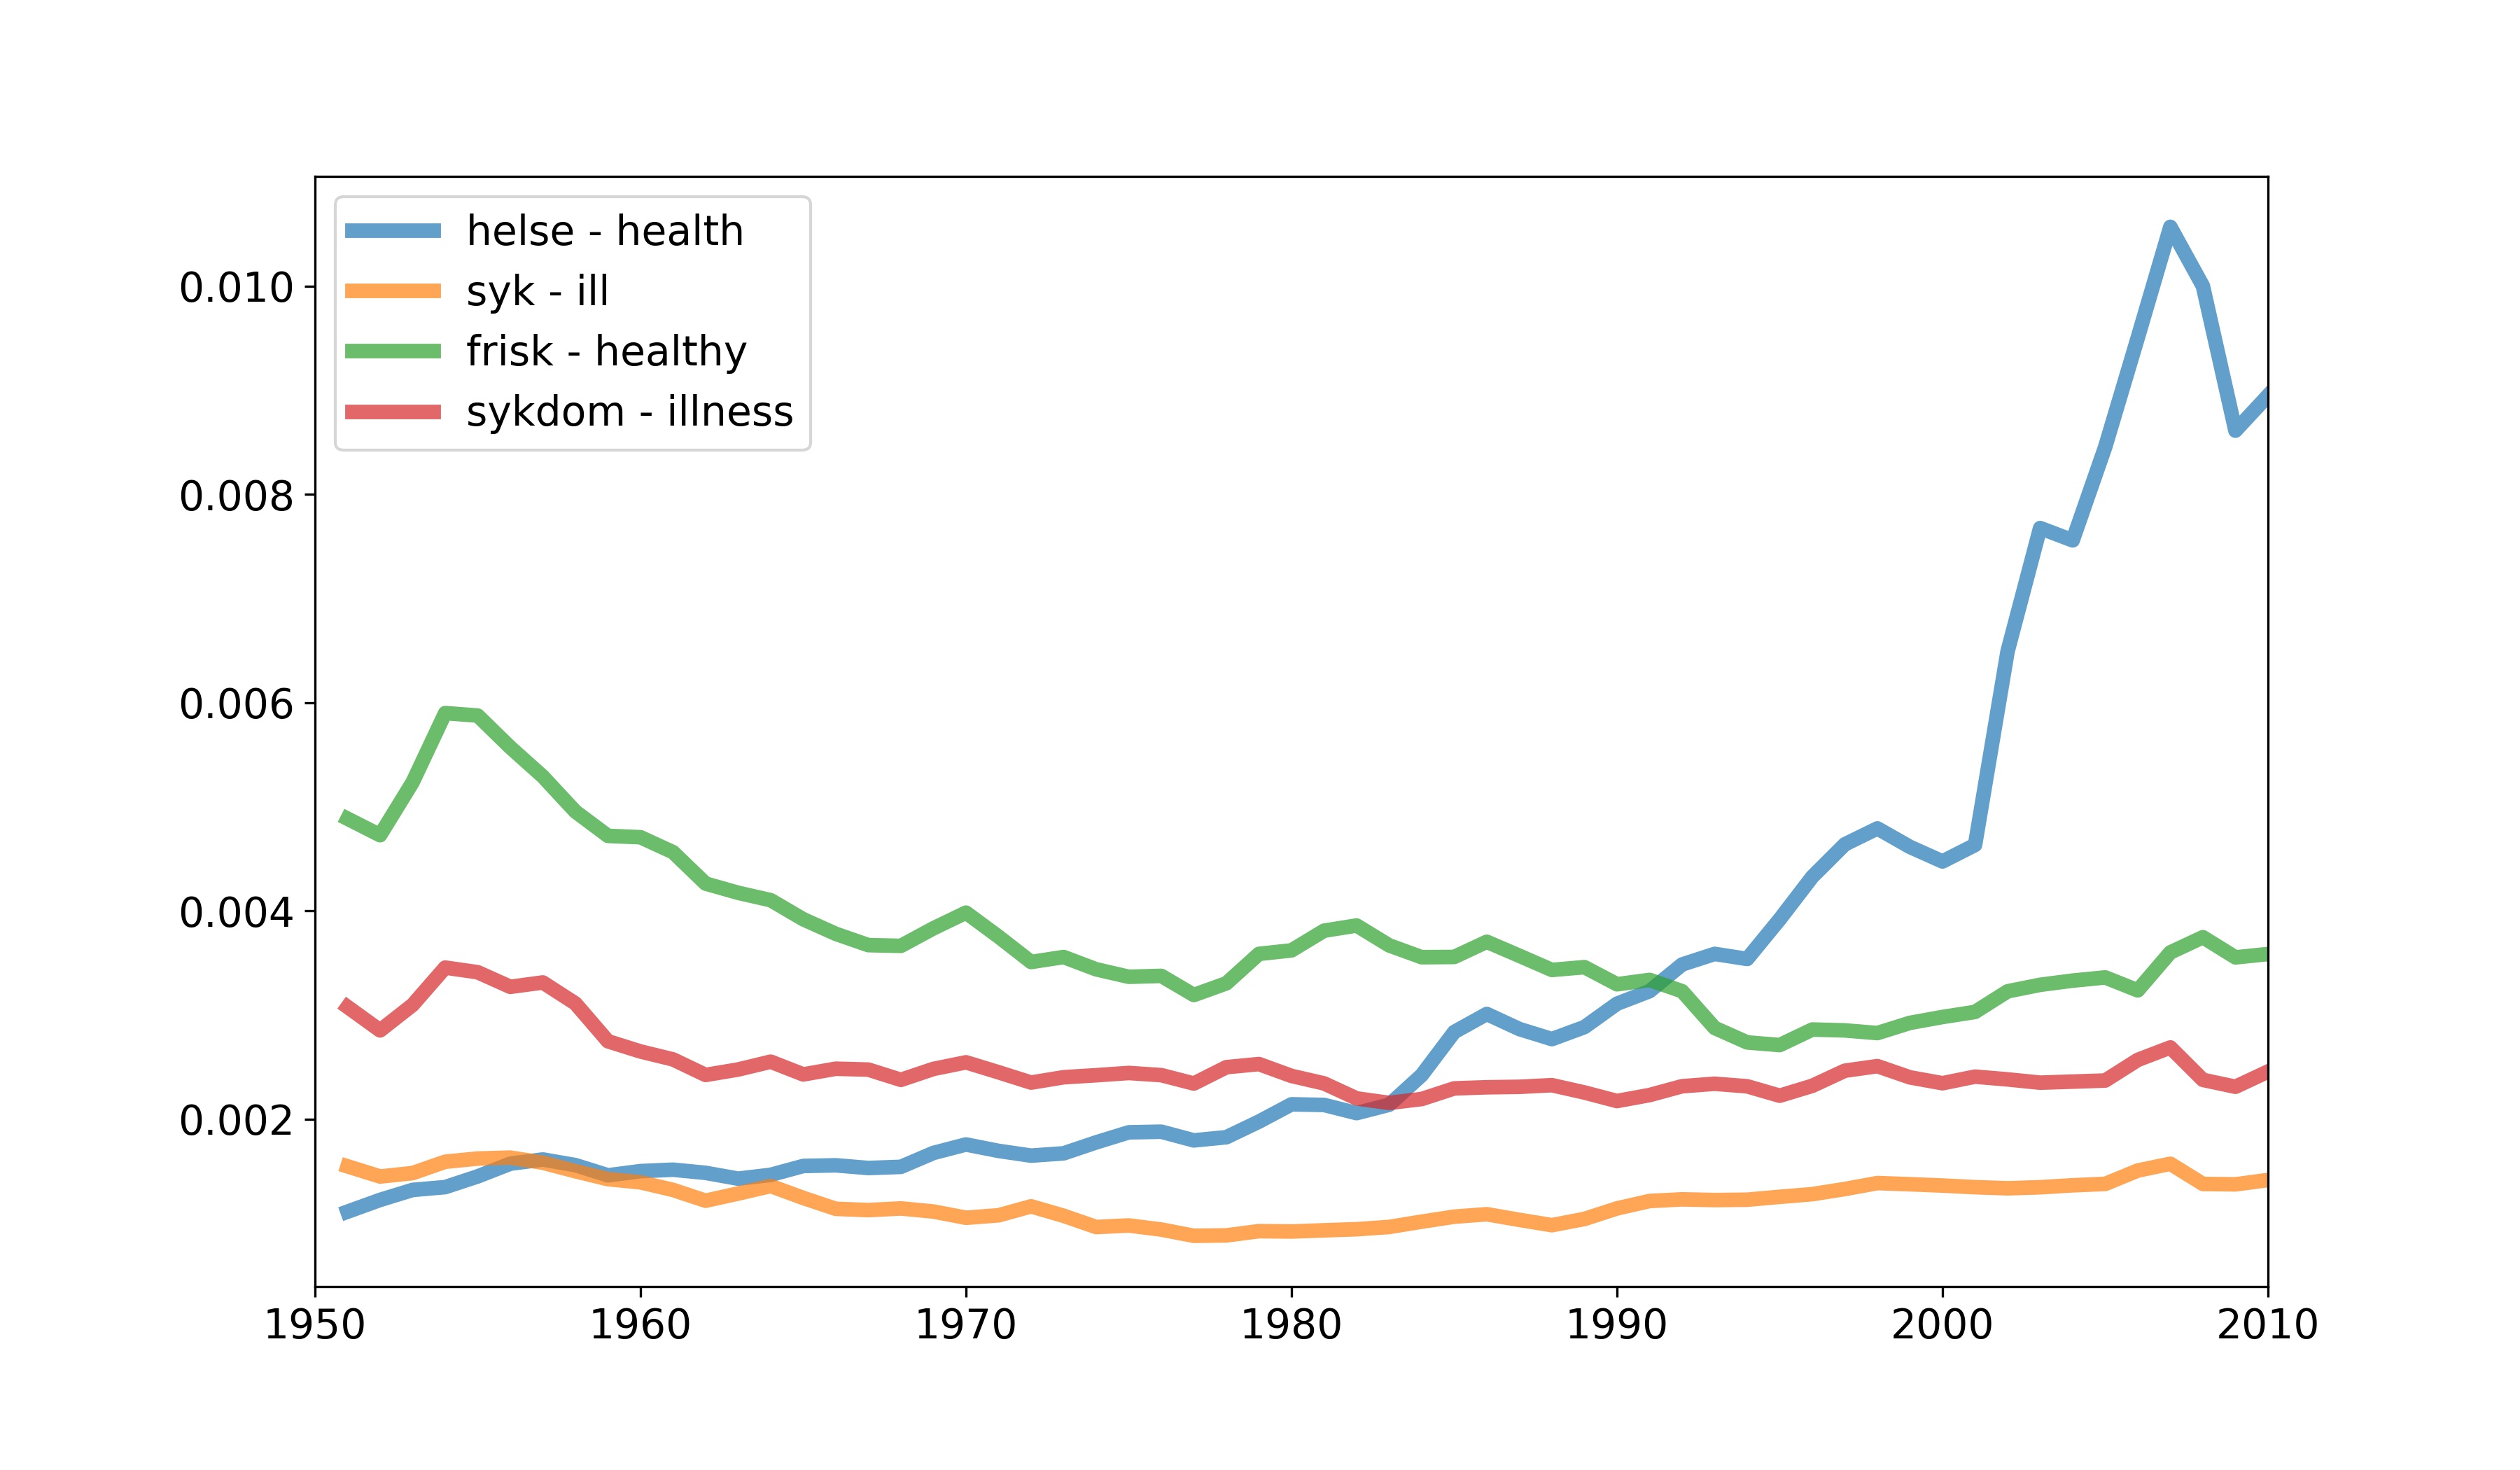 helse - health
syk - ill
frisk - healthy
sykdom - illness
0.010
0.008
0.006
0.004
0.002
1950 1960 1970 1980 1990 2000 2010